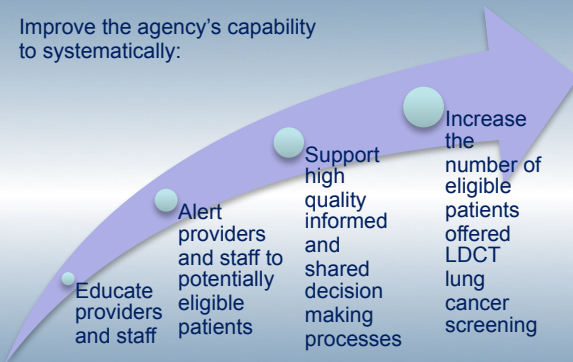 Improve the agency's capability
to systematically:
Educate
providers
and staff
Alert
providers
and staff to
potentially
eligible
patients
Support
high
quality
informed
and
shared
decision
making
processes
Increase
the
number of
eligible
patients
offered
LDCT
lung
cancer
screening